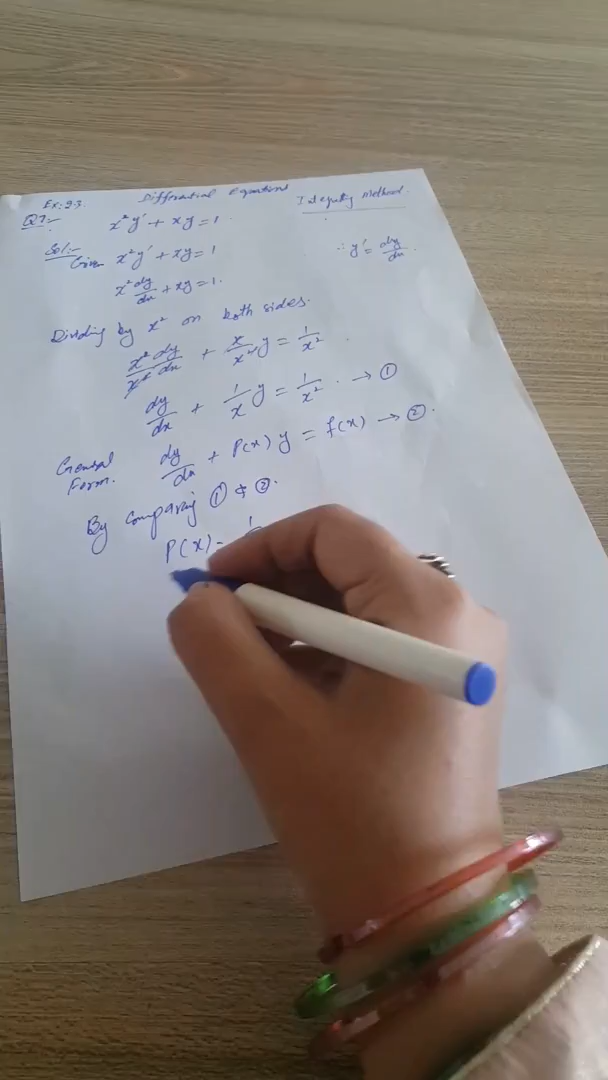 Ex: 9.3. Differential Equations Integrating Method.
Q7:- x²y' + xy = 1.
Sol:- Given x²y' + xy = 1 ∴ y' = dy/dx.
x² dy/dx + xy = 1.
Dividing by x² on both sides.
x²/x² dy/dx + x/x² y = 1/x².
dy/dx + 1/x y = 1/x². → ①
General Form. dy/dx + P(x) y = f(x) → ②.
By comparing ① & ②.
P(x) =